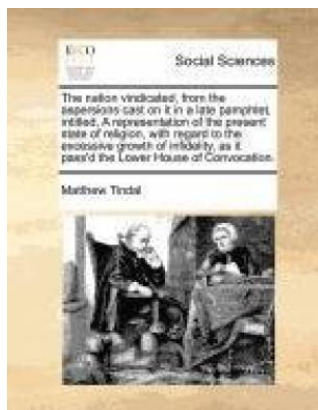 ECCO
Social Sciences
The nation vindicated, from the
aspersions cast on it in a late pamphlet,
intitled, A representation of the present
state of religion, with regard to the
excessive growth of infidelity, as it
pass'd the Lower House of Convocation.
Matthew Tindal